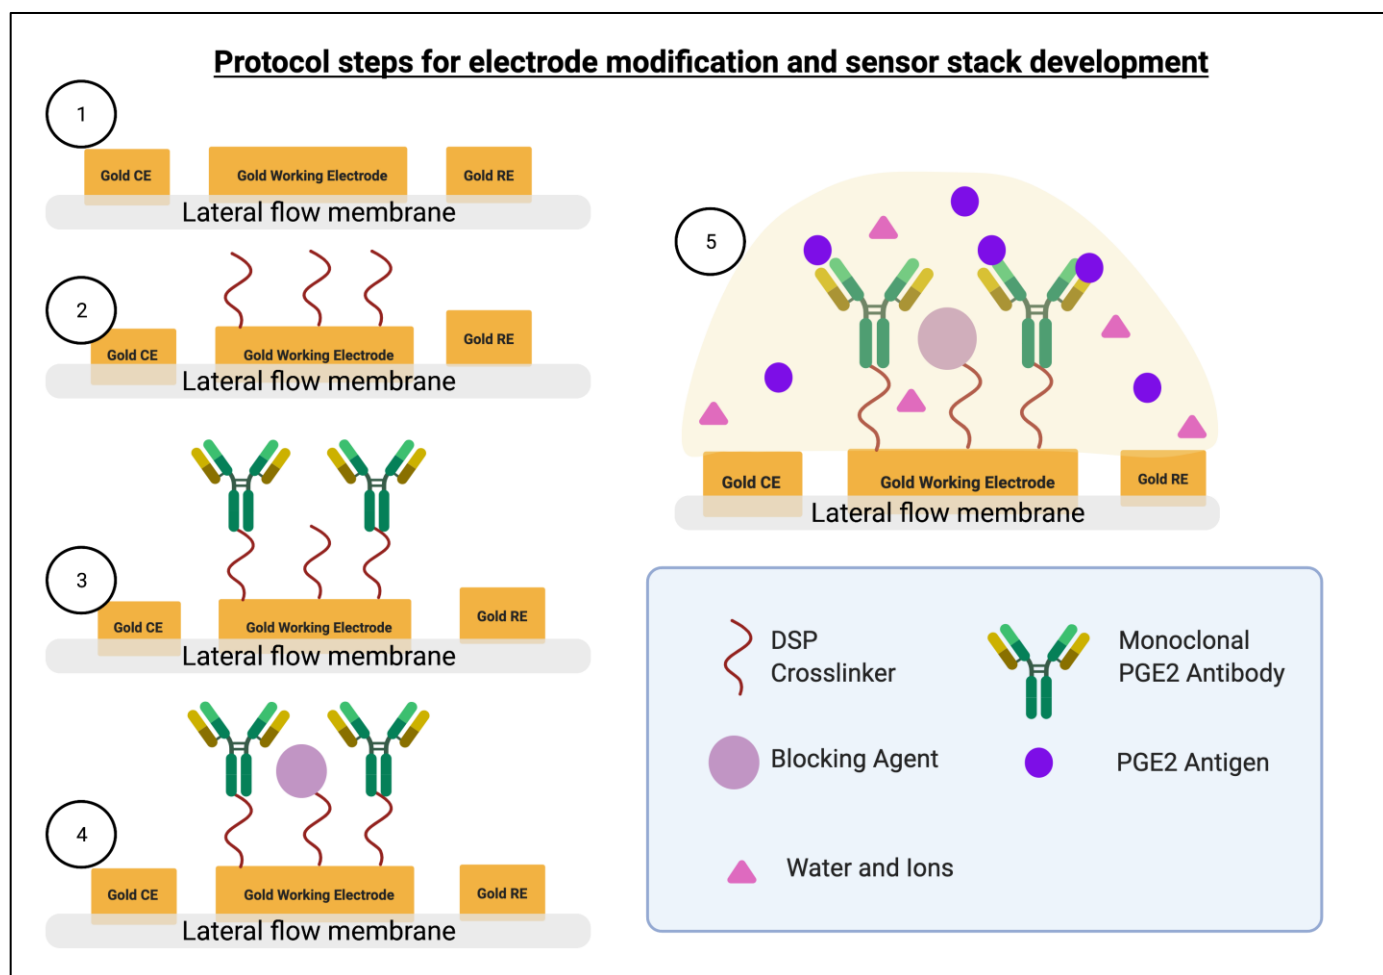 Protocol steps for electrode modification and sensor stack development
1
Gold CE
Gold Working Electrode
Gold RE
Lateral flow membrane
2
Gold CE
Gold Working Electrode
Gold RE
Lateral flow membrane
3
Gold CE
Gold Working Electrode
Gold RE
Lateral flow membrane
4
Gold CE
Gold Working Electrode
Gold RE
Lateral flow membrane
5
Gold CE
Gold Working Electrode
Gold RE
Lateral flow membrane
DSP
Crosslinker
Monoclonal
PGE2 Antibody
Blocking Agent
PGE2 Antigen
Water and Ions